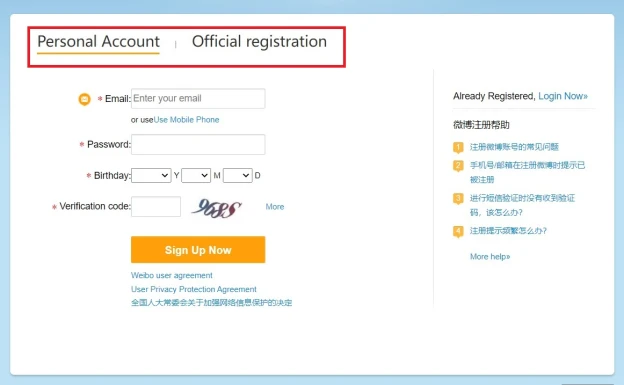 Personal Account | Official registration
* Email: Enter your email
or use Use Mobile Phone
* Password:
* Birthday: Y M D
* Verification code: 9685 More
Sign Up Now
Weibo user agreement
User Privacy Protection Agreement
全国人大常委会关于加强网络信息保护的决定
Already Registered, Login Now»
微博注册帮助
1 注册微博账号的常见问题
2 手机号/邮箱在注册微博时提示已
被注册
3 进行短信验证时没有收到验证
码，该怎么办？
4 注册提示频繁怎么办？
More help»